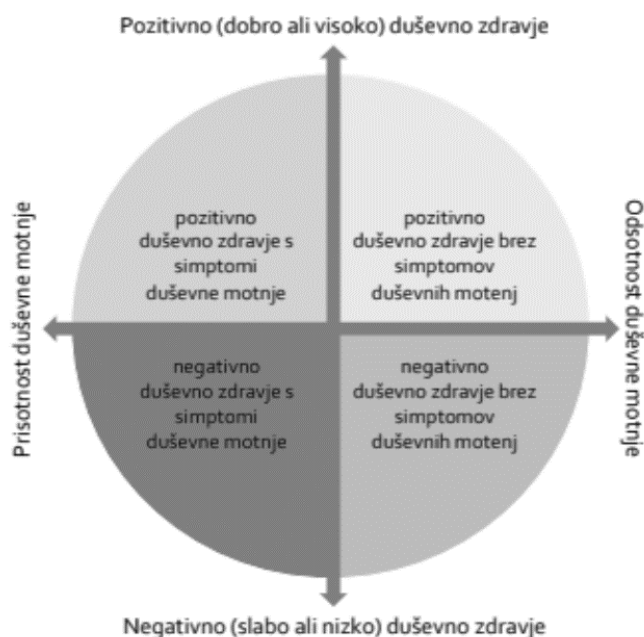 Pozitivno (dobro ali visoko) duševno zdravje
Prisotnost duševne motnje
pozitivno
duševno zdravje s
simptomi
duševne motnje
pozitivno
duševno zdravje brez
simptomov
duševnih motenj
Odsotnost duševne motnje
negativno
duševno zdravje s
simptomi
duševne motnje
negativno
duševno zdravje brez
simptomov
duševnih motenj
Negativno (slabo ali nizko) duševno zdravje